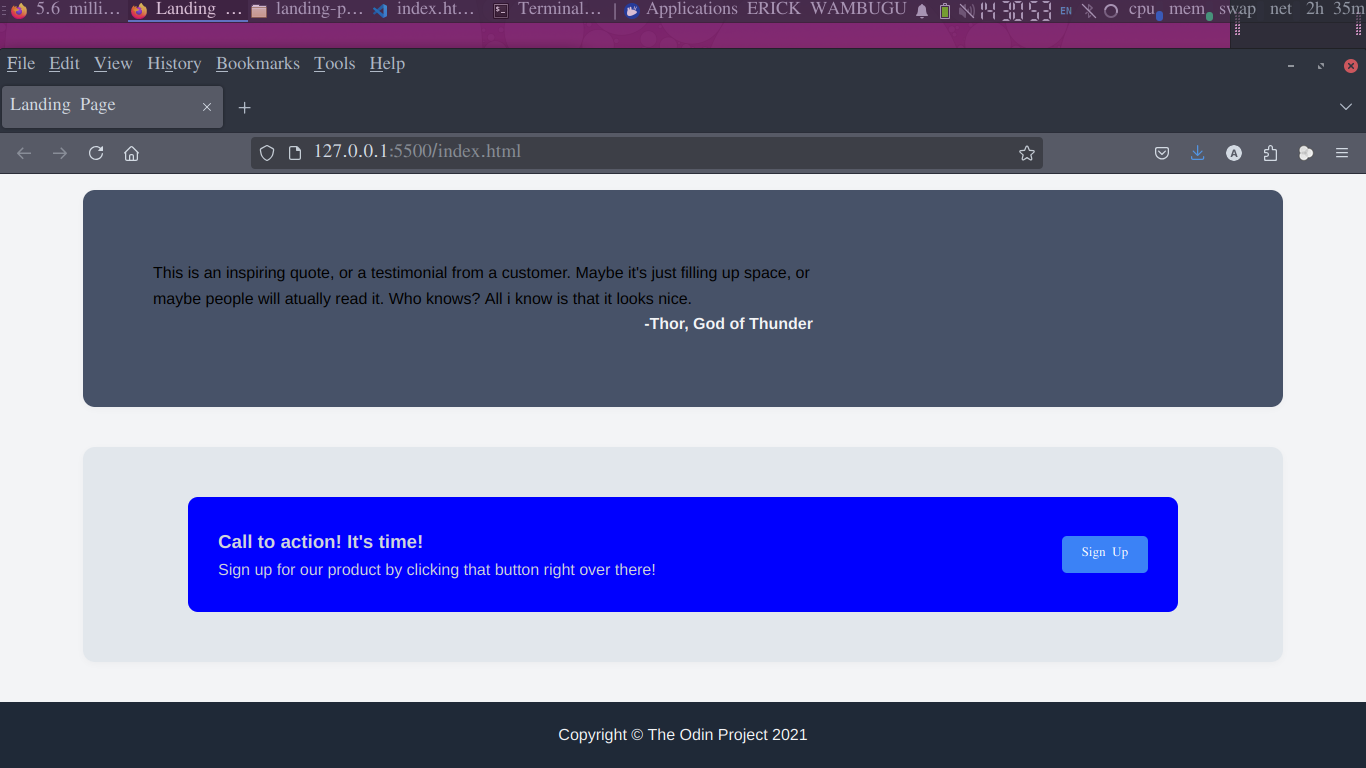 5.6 milli... Landing ... landing-p... index.ht... Terminal... | Applications ERICK WAMBUGU 14 30 53 EN cpu mem swap net 2h 35m
File Edit View History Bookmarks Tools Help
Landing Page
127.0.0.1:5500/index.html
This is an inspiring quote, or a testimonial from a customer. Maybe it's just filling up space, or
maybe people will atually read it. Who knows? All i know is that it looks nice.
-Thor, God of Thunder
Call to action! It's time!
Sign up for our product by clicking that button right over there!
Sign Up
Copyright © The Odin Project 2021